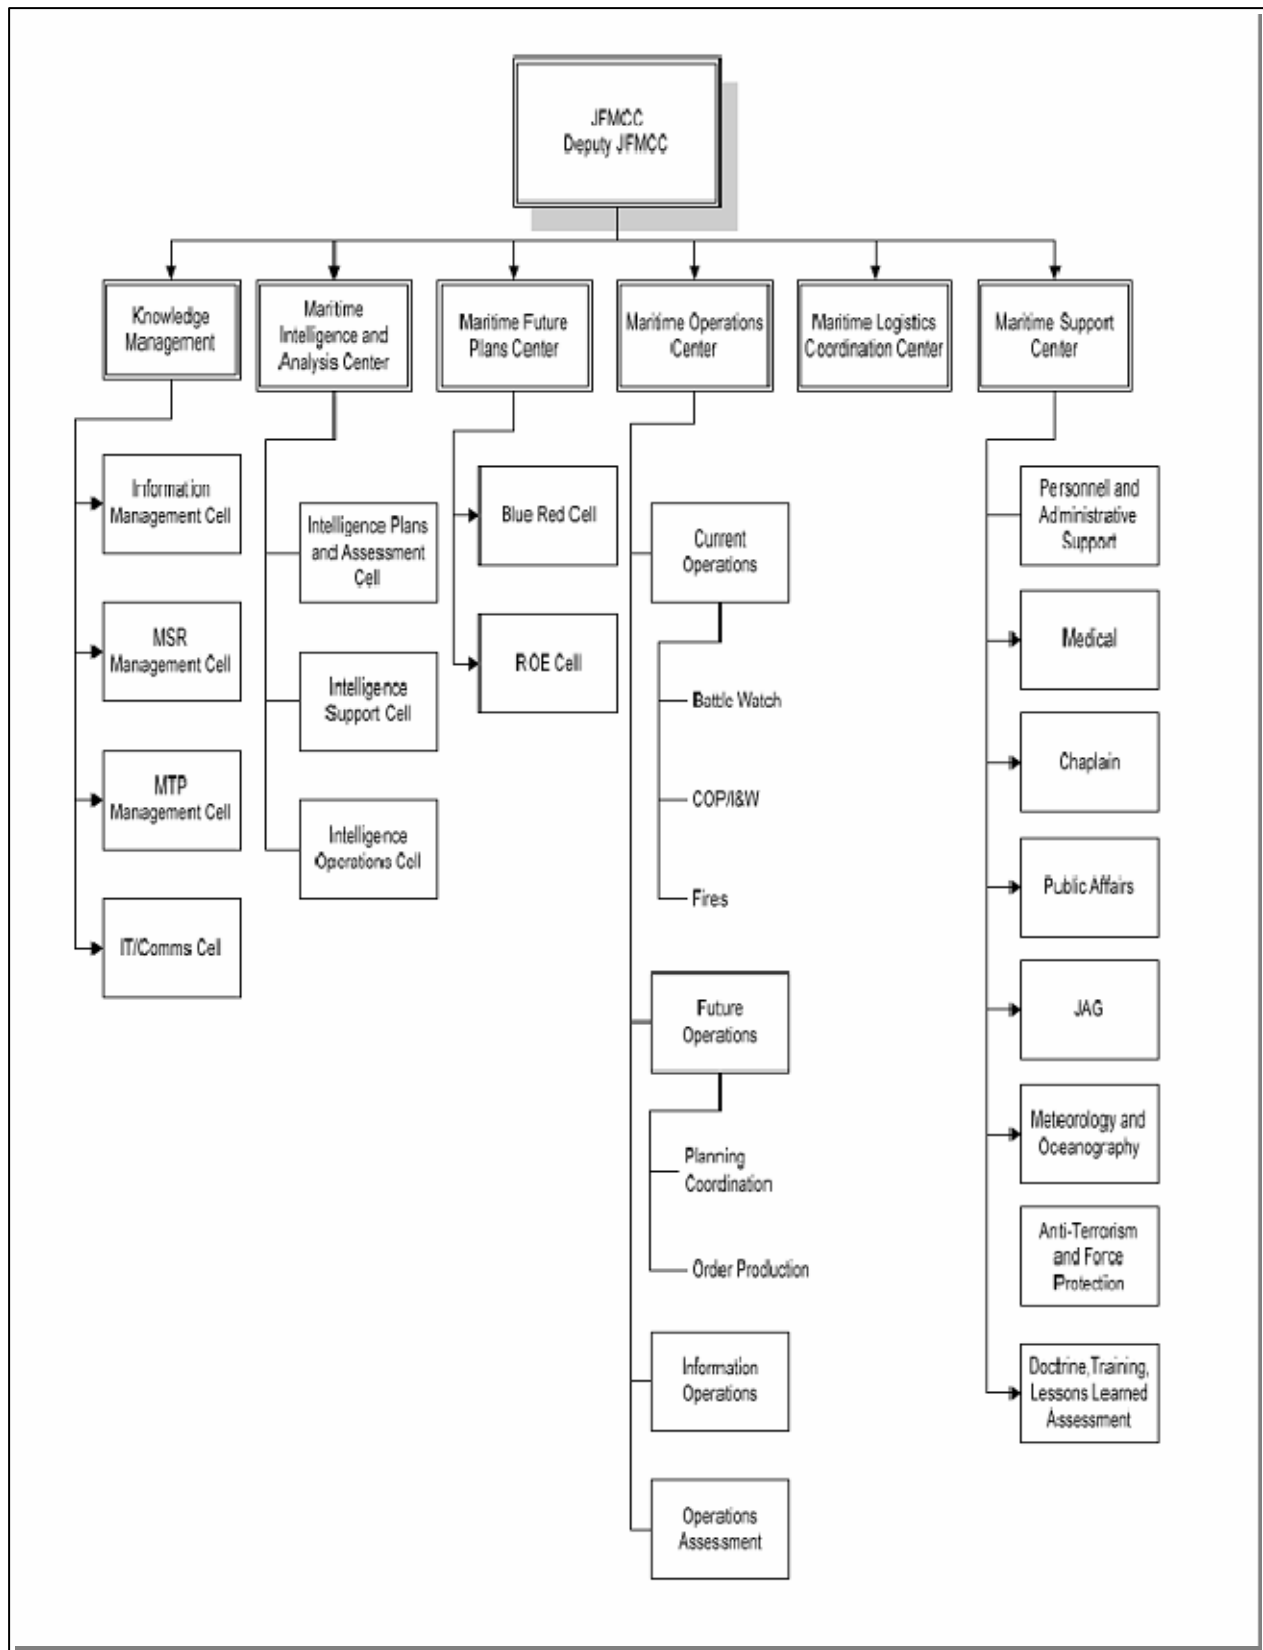 JFMCC
Deputy JFMCC
Knowledge
Management
Maritime
Intelligence and
Analysis Center
Maritime Future
Plans Center
Maritime Operations
Center
Maritime Logistics
Coordination Center
Maritime Support
Center
Information
Management Cell
MSR
Management Cell
MTP
Management Cell
IT/Comms Cell
Intelligence Plans
and Assessment
Cell
Intelligence
Support Cell
Intelligence
Operations Cell
Blue Red Cell
ROE Cell
Current
Operations
Battle Watch
COP/I&W
Fires
Future
Operations
Planning
Coordination
Order Production
Information
Operations
Operations
Assessment
Personnell and
Administrative
Support
Medical
Chaplain
Public Affairs
JAG
Meteorology and
Oceanography
Anti-Terrorism
and Force
Protection
Doctrine,Training,
Lessons Learned
Assessment